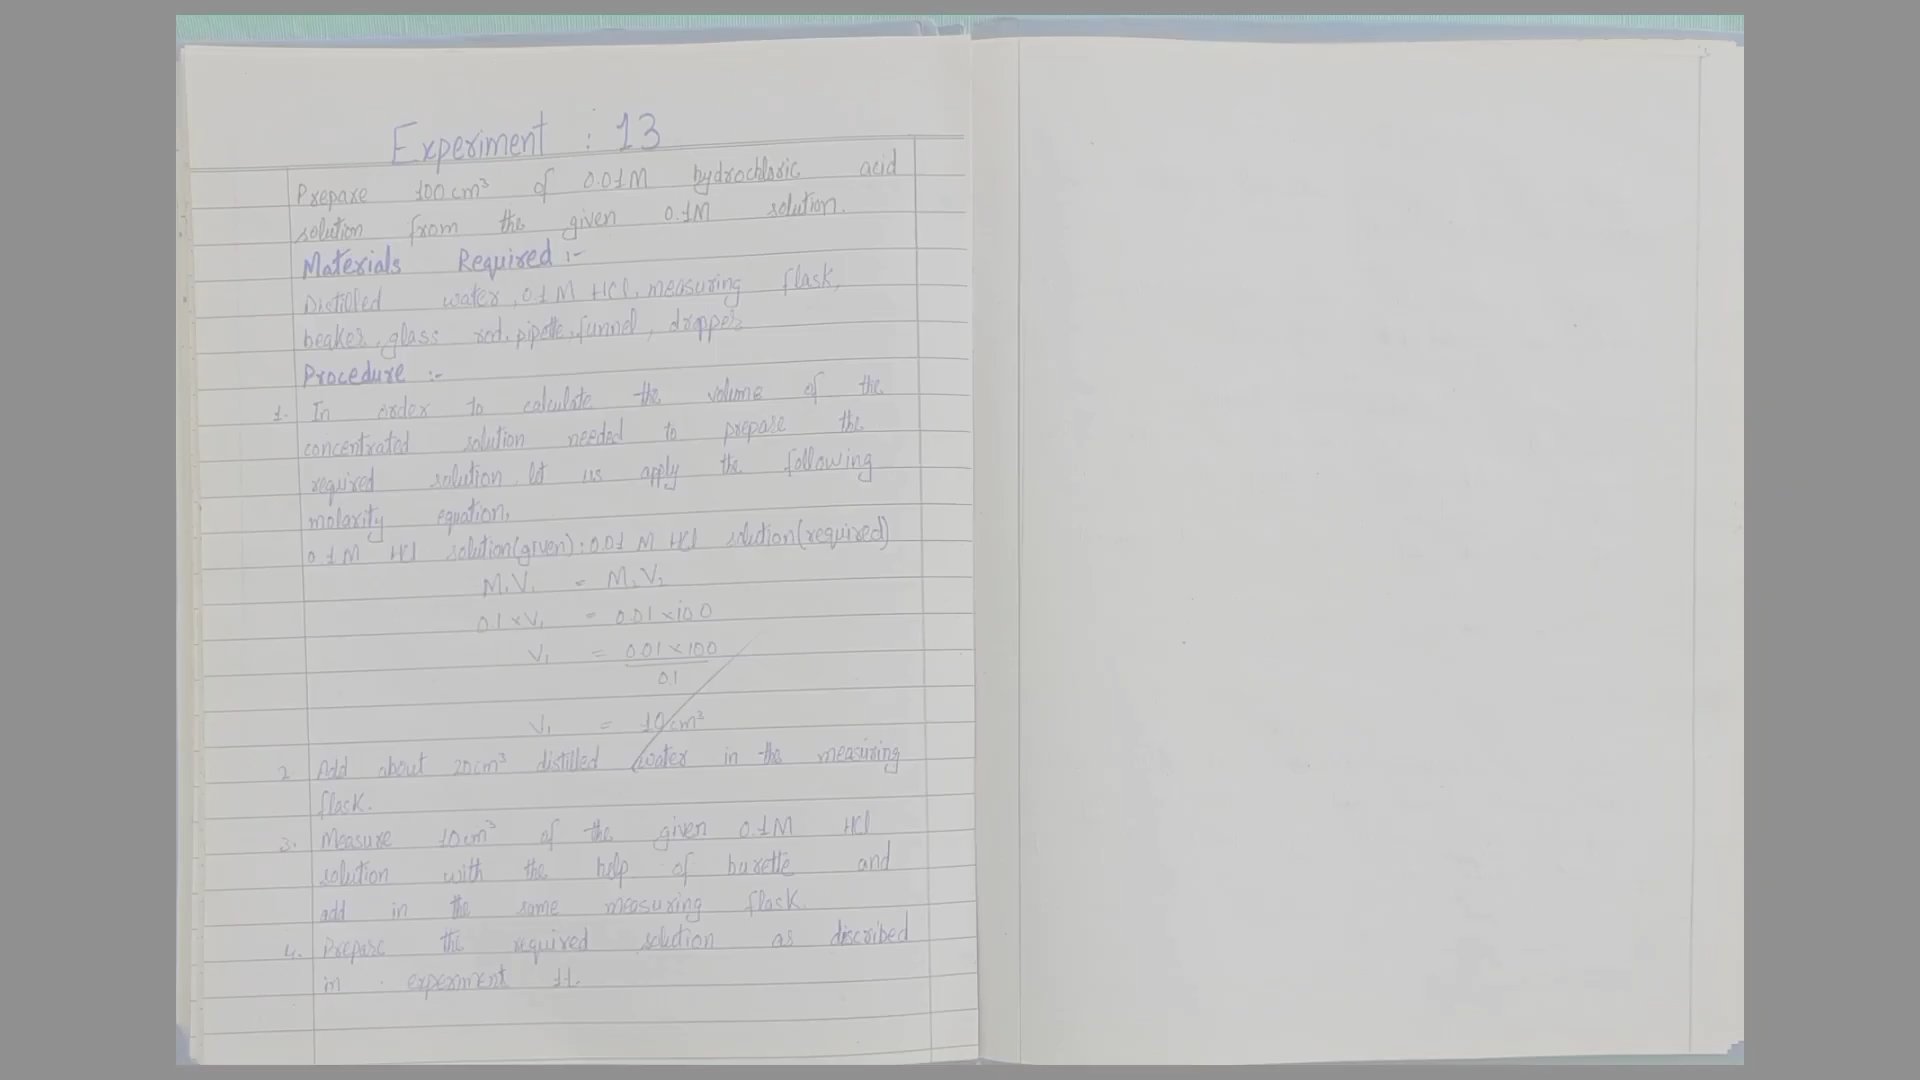 Experiment : 13
Prepare 100 cm³ of 0.01M hydrochloric acid
solution from the given 0.1M solution.
Materials Required :-
Distilled water, 0.1 M HCl, measuring flask,
beaker, glass rod, pipette, funnel, dropper
Procedure :-
1. In order to calculate the volume of the
concentrated solution needed to prepare the
required solution let us apply the following
molarity equation,
0.1 M HCl solution(given) : 0.01 M HCl solution(required)
M₁V₁ = M₂V₂
0.1 × V₁ = 0.01 × 100
V₁ = 0.01 × 100
0.1
V₁ = 10 cm³
2. Add about 20 cm³ distilled water in the measuring
flask.
3. Measure 10 cm³ of the given 0.1M HCl
solution with the help of burette and
add in the same measuring flask.
4. Prepare the required solution as discribed
in experiment 11.